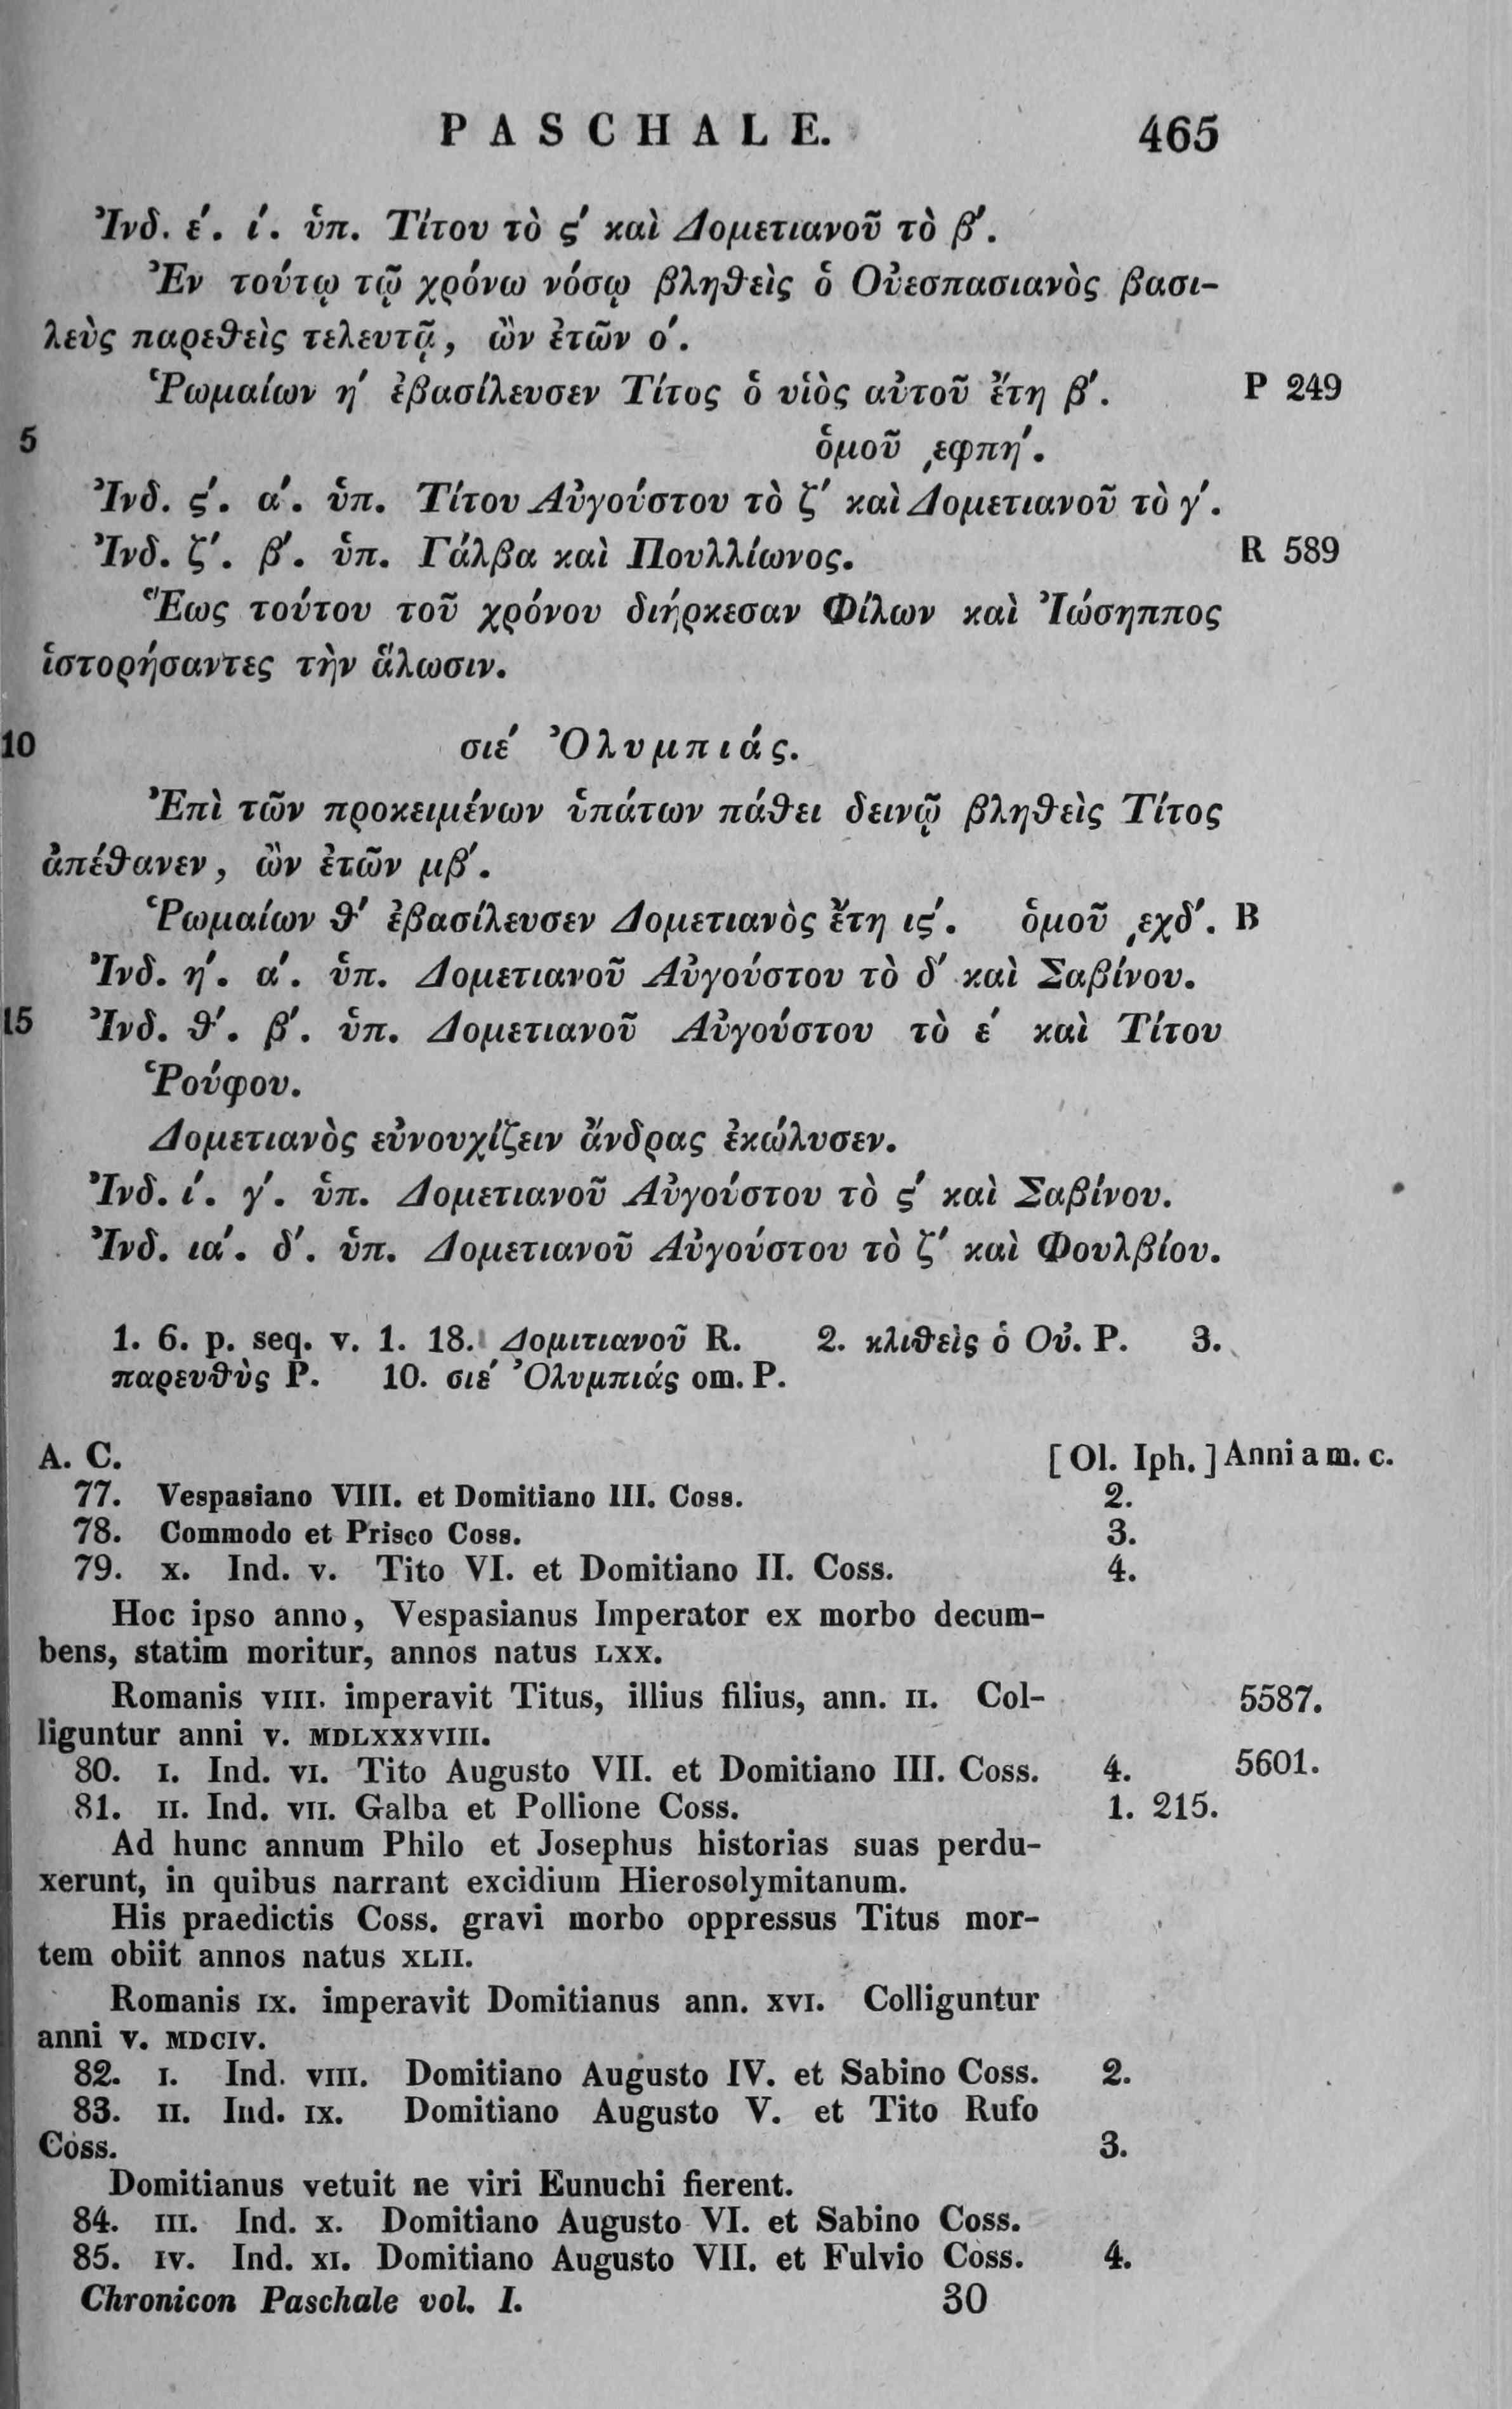 PASCHALE. 465
Ἰνδ. ε΄. ι΄. ὑπ. Τίτου τὸ ς΄ καὶ Δομετιανοῦ τὸ β΄.
Ἐν τούτῳ τῷ χρόνω νόσῳ βληθεὶς ὁ Οὐεσπασιανὸς βασι-
λεὺς παρεθεὶς τελευτᾷ, ὢν ἐτῶν ο΄.
Ῥωμαίων η΄ ἐβασίλευσεν Τίτος ὁ υἱὸς αὐτοῦ ἔτη β΄. P 249
5 ὁμοῦ ͵εφπη΄.
Ἰνδ. ς΄. α΄. ὑπ. Τίτου Αὐγούστου τὸ ζ΄ καὶ Δομετιανοῦ τὸ γ΄.
Ἰνδ. ζ΄. β΄. ὑπ. Γάλβα καὶ Πουλλίωνος. R 589
Ἕως τούτου τοῦ χρόνου διήρκεσαν Φίλων καὶ Ἰώσηππος
ἱστορήσαντες τὴν ἅλωσιν.
10 σιε΄ Ὀλυμπιάς.
Ἐπὶ τῶν προκειμένων ὑπάτων πάθει δεινῷ βληθεὶς Τίτος
ἀπέθανεν, ὢν ἐτῶν μβ΄.
Ῥωμαίων θ΄ ἐβασίλευσεν Δομετιανὸς ἔτη ις΄. ὁμοῦ ͵εχδ΄. B
Ἰνδ. η΄. α΄. ὑπ. Δομετιανοῦ Αὐγούστου τὸ δ΄ καὶ Σαβίνου.
15 Ἰνδ. θ΄. β΄. ὑπ. Δομετιανοῦ Αὐγούστου τὸ ε΄ καὶ Τίτου
Ῥούφου.
Δομετιανὸς εὐνουχίζειν ἄνδρας ἐκώλυσεν.
Ἰνδ. ι΄. γ΄. ὑπ. Δομετιανοῦ Αὐγούστου τὸ ς΄ καὶ Σαβίνου.
Ἰνδ. ια΄. δ΄. ὑπ. Δομετιανοῦ Αὐγούστου τὸ ζ΄ καὶ Φουλβίου.
1. 6. p. seq. v. 1. 18. Δομιτιανοῦ R. 2. κλιθεὶς ὁ Οὐ. P. 3.
παρευθὺς P. 10. σιε΄ Ὀλυμπιάς om. P.
A. C. [Ol. Iph.] Anni a m. c.
77. Vespasiano VIII. et Domitiano III. Coss. 2.
78. Commodo et Prisco Coss. 3.
79. X. Ind. V. Tito VI. et Domitiano II. Coss. 4.
Hoc ipso anno, Vespasianus Imperator ex morbo decum-
bens, statim moritur, annos natus LXX.
Romanis VIII. imperavit Titus, illius filius, ann. II. Col- 5587.
liguntur anni V. MDLXXXVIII.
80. I. Ind. VI. Tito Augusto VII. et Domitiano III. Coss. 4. 5601.
81. II. Ind. VII. Galba et Pollione Coss. 1. 215.
Ad hunc annum Philo et Josephus historias suas perdu-
xerunt, in quibus narrant excidium Hierosolymitanum.
His praedictis Coss. gravi morbo oppressus Titus mor-
tem obiit annos natus XLII.
Romanis IX. imperavit Domitianus ann. XVI. Colliguntur
anni V. MDCIV.
82. I. Ind. VIII. Domitiano Augusto IV. et Sabino Coss. 2.
83. II. Ind. IX. Domitiano Augusto V. et Tito Rufo
Coss. 3.
Domitianus vetuit ne viri Eunuchi fierent.
84. III. Ind. X. Domitiano Augusto VI. et Sabino Coss.
85. IV. Ind. XI. Domitiano Augusto VII. et Fulvio Coss. 4.
Chronicon Paschale vol. I. 30